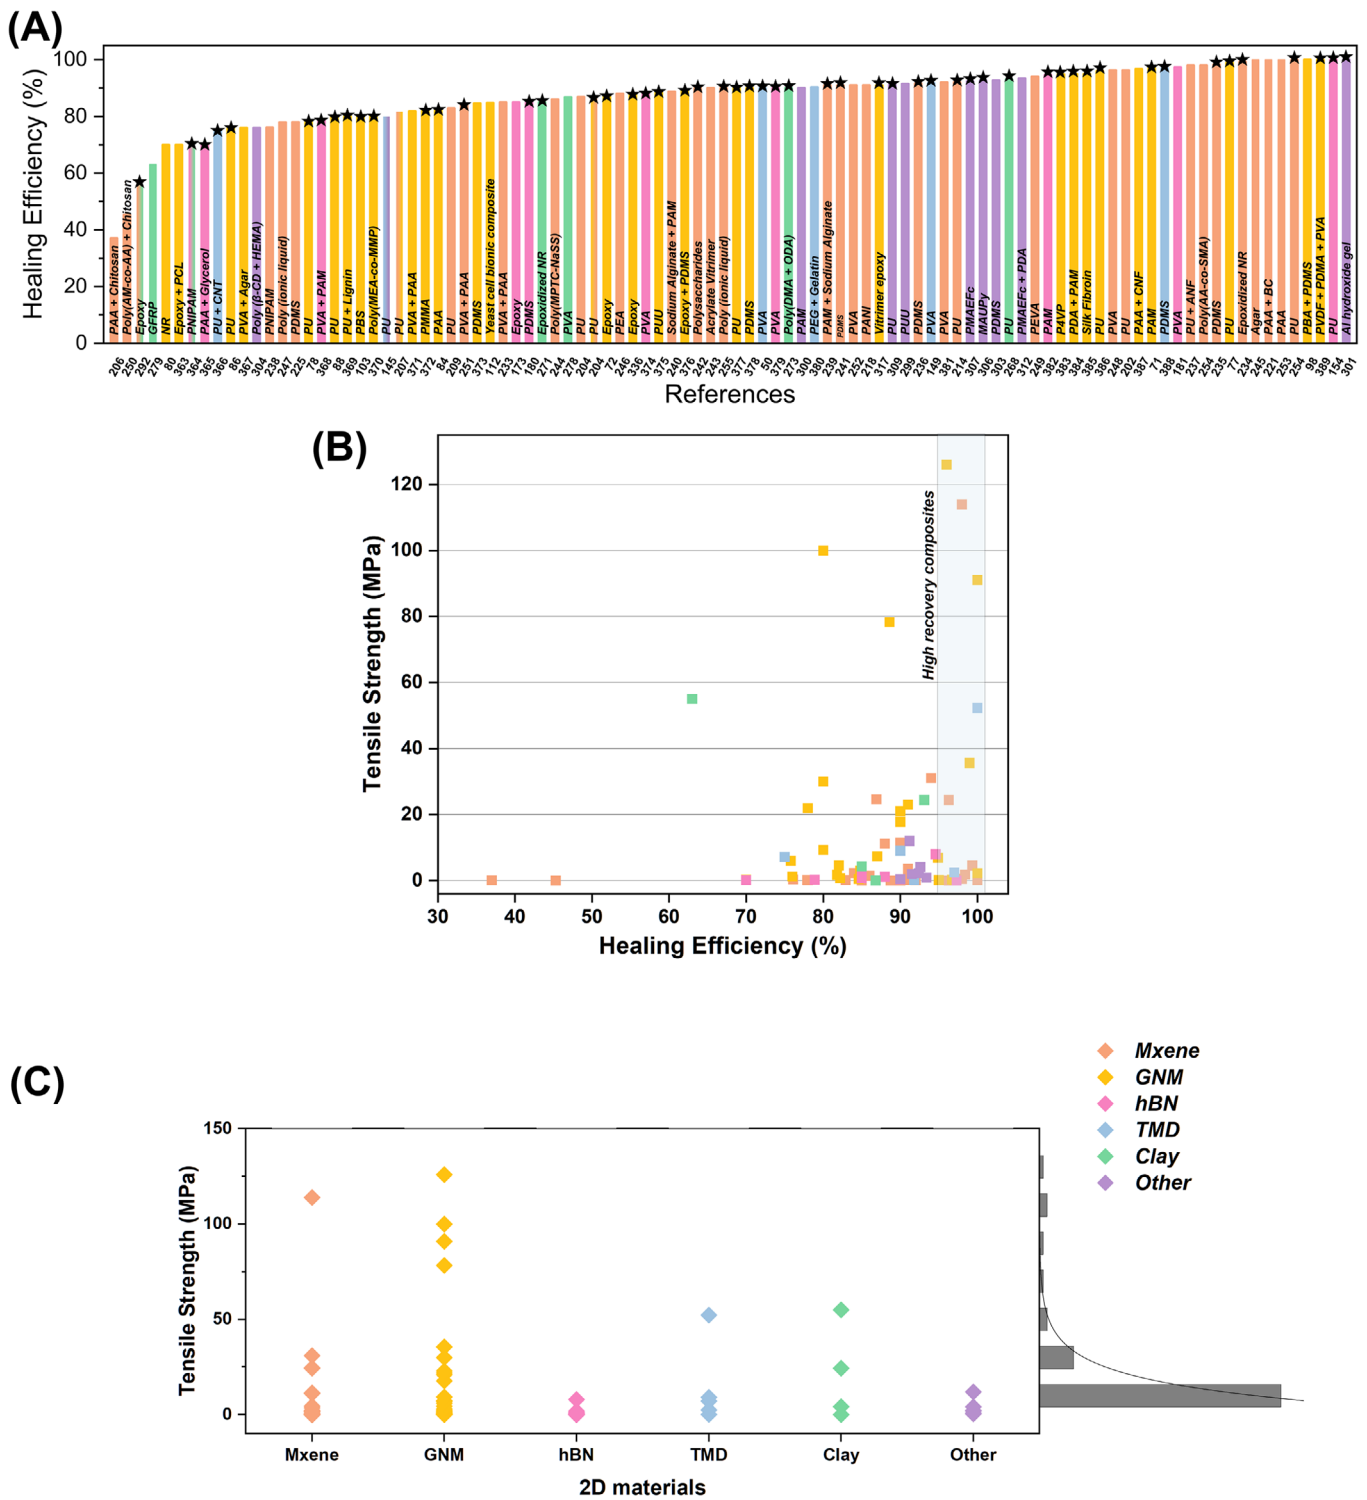 (A)
Healing Efficiency (%)
100
80
60
40
20
0
PAA + Chitosan
Poly(AM-co-AA) + Chitosan
Epoxy
GFRP
NR
Epoxy + PCL
PNIPAM
PAA + Glycerol
PU + CNT
PU
PVA + Agar
Poly (β-CD + HEMA)
PNIPAM
Poly (ionic liquid)
PDMS
PU
PVA + PAM
PU
PU + Lignin
PBS
Poly(MEA-co-MMP)
PU
PU
PVA + PAA
PMMA
PAA
PU
PVA + PAA
PDMS
Yeast cell bionic composite
EMA + PAA
Epoxy
PDMS
Epoxidized NR
Poly(MPTC-NaSS)
PVA
PU
PU
Epoxy
PEA
Epoxy
PVA
PU
Sodium Alginate + PAM
Epoxy + PDMS
Polysaccharides
Acrylate Vitrimer
Poly (ionic liquid)
PU
PDMS
PVA
PVA
Poly(DMA + ODA)
PAM
PEG + Gelatin
PAM + Sodium Alginate
PDMS
PU
PANI
Vitrimer epoxy
PU
PUU
PDMS
PVA
PVA
PU
PMAEFc
MAUPy
PDMS
PU
MAEFc + PDA
PEVA
PAM
P4VP
PDA + PAM
Silk Fibroin
PU
PVA
PU
PAA + CNF
PAM
PDMS
PVA
PU + ANF
Poly(AA-co-SMA)
PDMS
PU
Epoxidized NR
Agar
PAA + BC
PAA
PU
PBA + PDMS
PVDF + PDMA + PVA
PU
Al hydroxide gel
206 250 292 279 80 363 364 365 366 86 367 304 238 247 225 78 368 88 369 103 370 145 207 371 372 84 209 251 373 112 233 173 180 271 244 278 204 204 72 246 336 374 375 240 376 242 243 255 377 378 50 379 273 300 380 239 241 252 218 317 309 299 236 149 381 214 307 306 303 268 312 249 382 383 384 385 386 248 202 387 71 388 181 237 254 235 77 234 245 221 253 254 98 389 154 301
References
(B)
Tensile Strength (MPa)
120
100
80
60
40
20
0
High recovery composites
30 40 50 60 70 80 90 100
Healing Efficiency (%)
(C)
Mxene
GNM
hBN
TMD
Clay
Other
Tensile Strength (MPa)
150
100
50
0
Mxene GNM hBN TMD Clay Other
2D materials